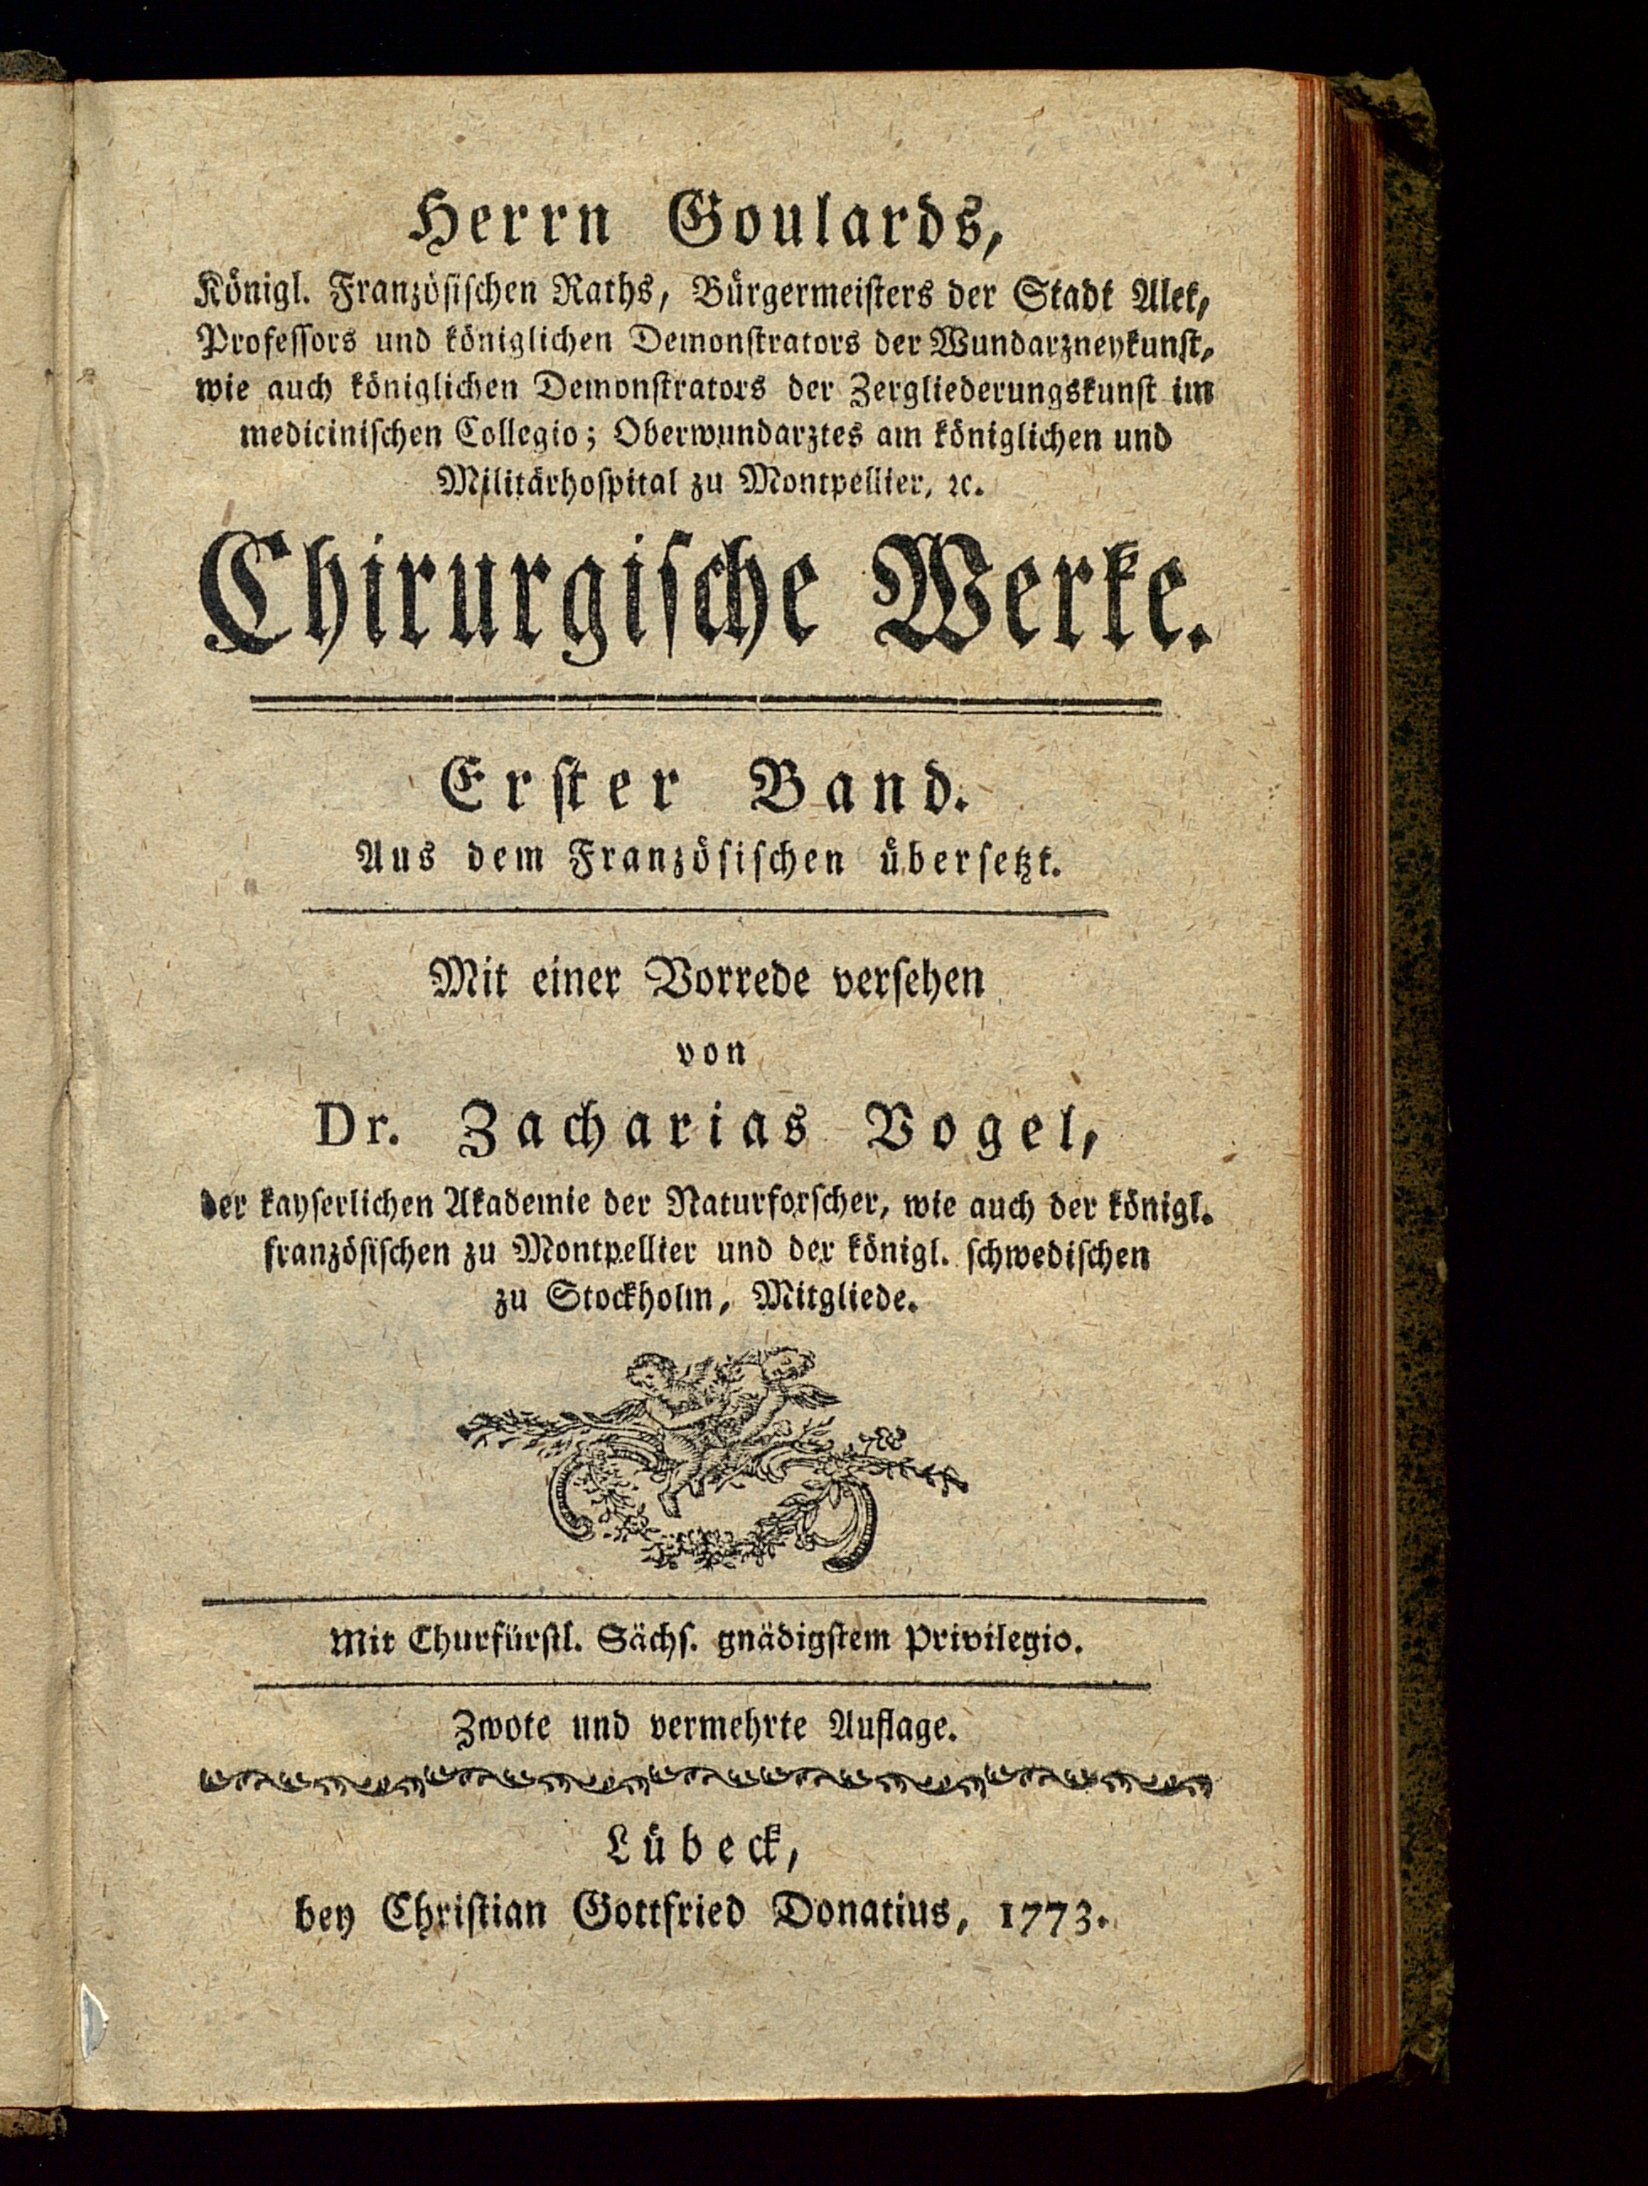 Herrn Goulards,
Königl. Französischen Raths, Bürgermeisters der Stadt Alet,
Professors und königlichen Demonstrators der Wundarzneykunst,
wie auch königlichen Demonstrators der Zergliederungskunst im
medicinischen Collegio; Oberwundarztes am königlichen und
Militärhospital zu Montpellier, ꝛc.
Chirurgische Werke.
Erster Band.
Aus dem Französischen übersetzt.
Mit einer Vorrede versehen
von
Dr. Zacharias Vogel,
der kayserlichen Akademie der Naturforscher, wie auch der königl.
französischen zu Montpellier und der königl. schwedischen
zu Stockholm, Mitgliede.
Mit Churfürstl. Sächs. gnädigstem Privilegio.
Zwote und vermehrte Auflage.
Lübeck,
bey Christian Gottfried Donatius, 1773.